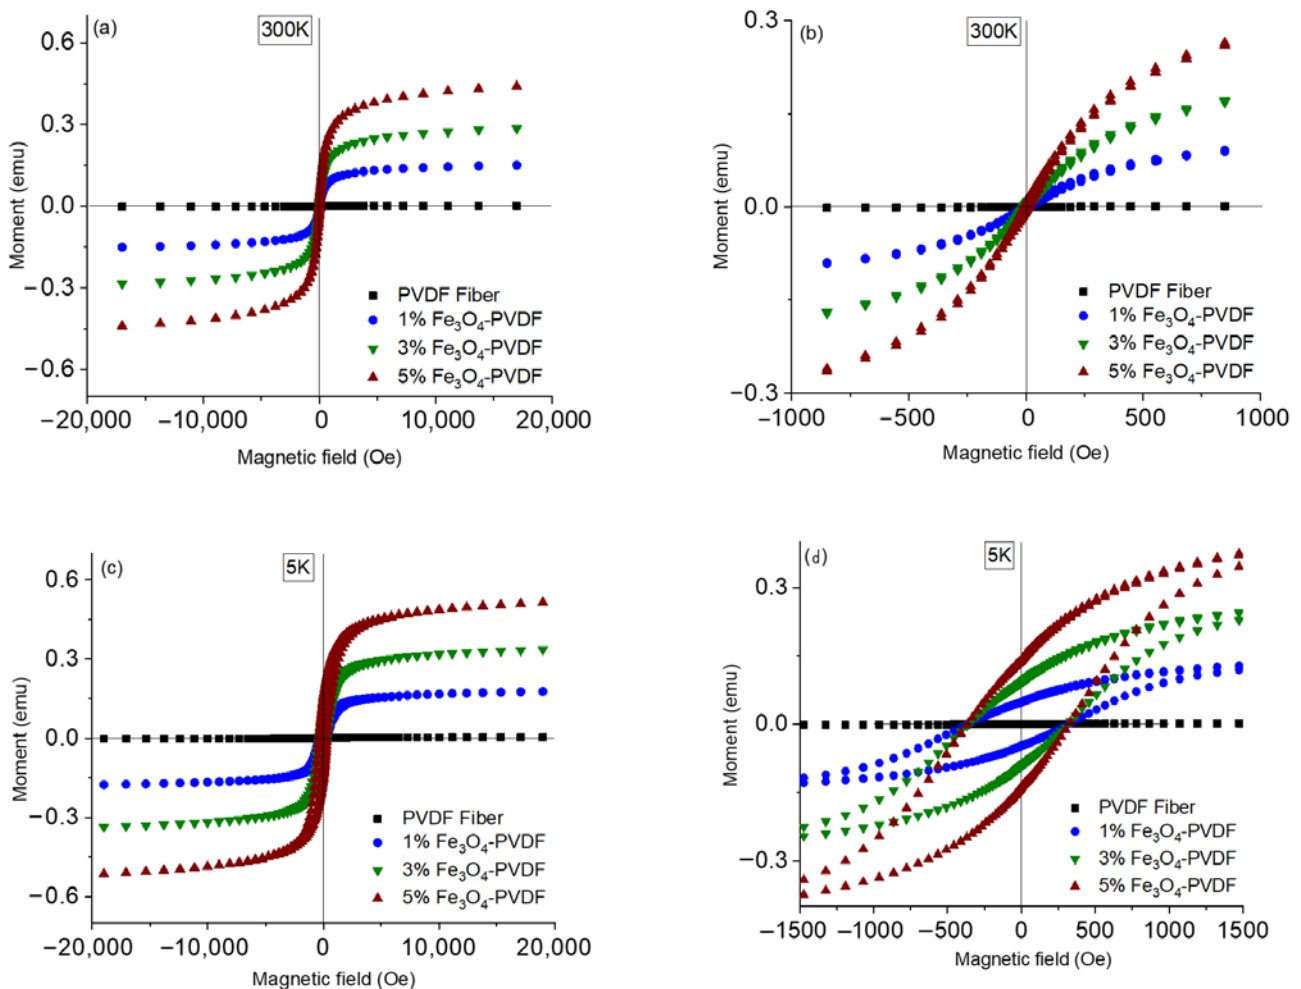 (a)
300K
Moment (emu)
0.6
0.3
0.0
−0.3
−0.6
PVDF Fiber
1% Fe₃O₄-PVDF
3% Fe₃O₄-PVDF
5% Fe₃O₄-PVDF
−20,000 −10,000 0 10,000 20,000
Magnetic field (Oe)
(b)
300K
Moment (emu)
0.3
0.0
−0.3
PVDF Fiber
1% Fe₃O₄-PVDF
3% Fe₃O₄-PVDF
5% Fe₃O₄-PVDF
−1000 −500 0 500 1000
Magnetic field (Oe)
(c)
5K
Moment (emu)
0.6
0.3
0.0
−0.3
−0.6
PVDF Fiber
1% Fe₃O₄-PVDF
3% Fe₃O₄-PVDF
5% Fe₃O₄-PVDF
−20,000 −10,000 0 10,000 20,000
Magnetic field (Oe)
(d)
5K
Moment (emu)
0.3
0.0
−0.3
PVDF Fiber
1% Fe₃O₄-PVDF
3% Fe₃O₄-PVDF
5% Fe₃O₄-PVDF
−1500 −1000 −500 0 500 1000 1500
Magnetic field (Oe)